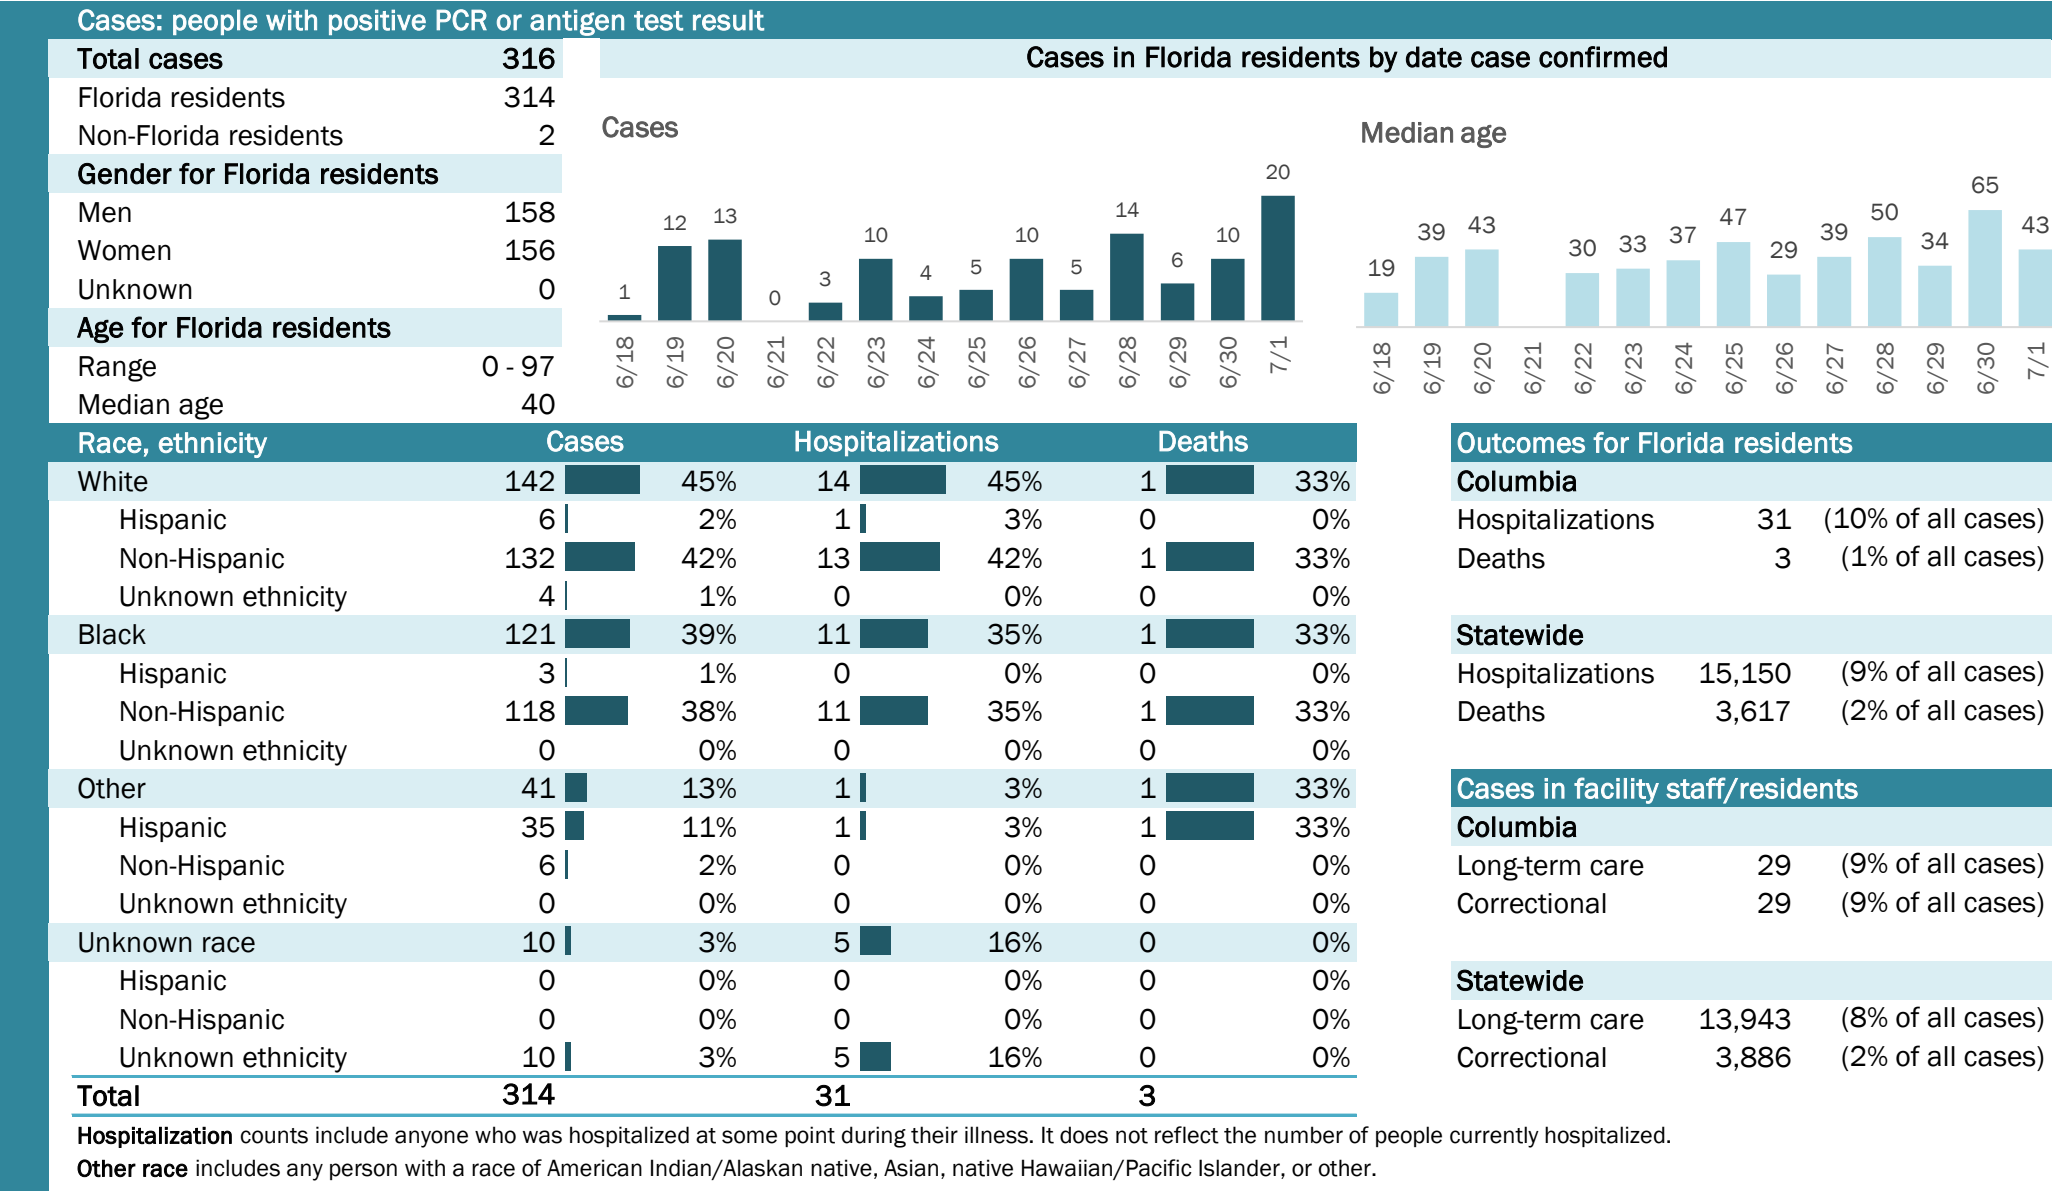 Cases: people with positive PCR or antigen test result
Total cases 316
Florida residents 314
Non-Florida residents 2
Gender for Florida residents
Men 158
Women 156
Unknown 0
Age for Florida residents
Range 0 - 97
Median age 40
Cases in Florida residents by date case confirmed
Cases
1 12 13 0 3 10 4 5 10 5 14 6 10 20
6/18 6/19 6/20 6/21 6/22 6/23 6/24 6/25 6/26 6/27 6/28 6/29 6/30 7/1
Median age
19 39 43 30 33 37 47 29 39 50 34 65 43
6/18 6/19 6/20 6/21 6/22 6/23 6/24 6/25 6/26 6/27 6/28 6/29 6/30 7/1
Race, ethnicity Cases Hospitalizations Deaths
White 142 45% 14 45% 1 33%
Hispanic 6 2% 1 3% 0 0%
Non-Hispanic 132 42% 13 42% 1 33%
Unknown ethnicity 4 1% 0 0% 0 0%
Black 121 39% 11 35% 1 33%
Hispanic 3 1% 0 0% 0 0%
Non-Hispanic 118 38% 11 35% 1 33%
Unknown ethnicity 0 0% 0 0% 0 0%
Other 41 13% 1 3% 1 33%
Hispanic 35 11% 1 3% 1 33%
Non-Hispanic 6 2% 0 0% 0 0%
Unknown ethnicity 0 0% 0 0% 0 0%
Unknown race 10 3% 5 16% 0 0%
Hispanic 0 0% 0 0% 0 0%
Non-Hispanic 0 0% 0 0% 0 0%
Unknown ethnicity 10 3% 5 16% 0 0%
Total 314 31 3
Outcomes for Florida residents
Columbia
Hospitalizations 31 (10% of all cases)
Deaths 3 (1% of all cases)
Statewide
Hospitalizations 15,150 (9% of all cases)
Deaths 3,617 (2% of all cases)
Cases in facility staff/residents
Columbia
Long-term care 29 (9% of all cases)
Correctional 29 (9% of all cases)
Statewide
Long-term care 13,943 (8% of all cases)
Correctional 3,886 (2% of all cases)
Hospitalization counts include anyone who was hospitalized at some point during their illness. It does not reflect the number of people currently hospitalized.
Other race includes any person with a race of American Indian/Alaskan native, Asian, native Hawaiian/Pacific Islander, or other.